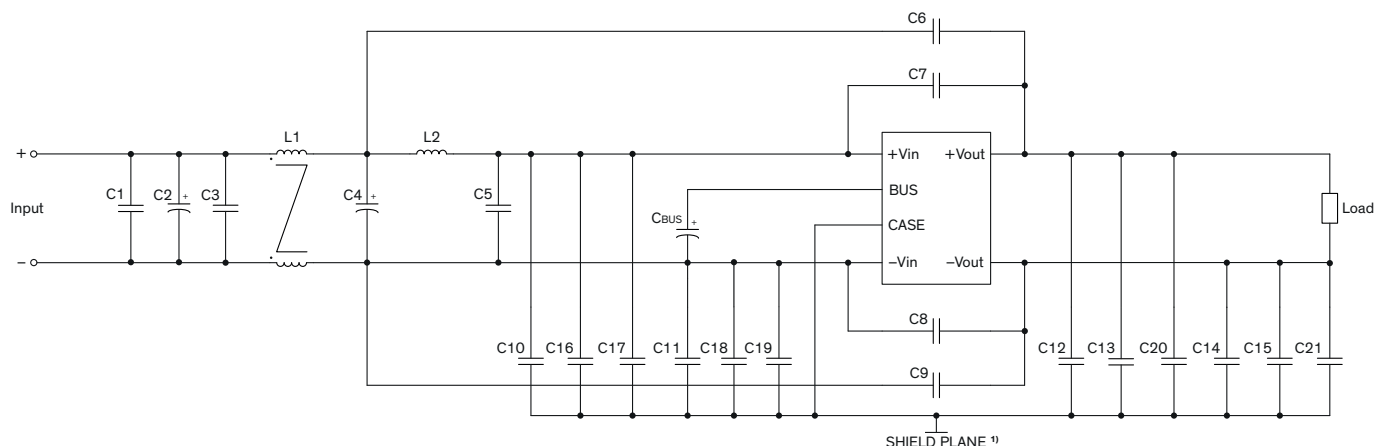 C6
C7
L1
L2
+
+Vin
+Vout
C1
C2
+
C3
C4
+
C5
BUS
Input
CBUS
+
CASE
Load
−
−Vin
−Vout
C8
C10
C16
C17
C11
C18
C19
C9
C12
C13
C20
C14
C15
C21
SHIELD PLANE 1)